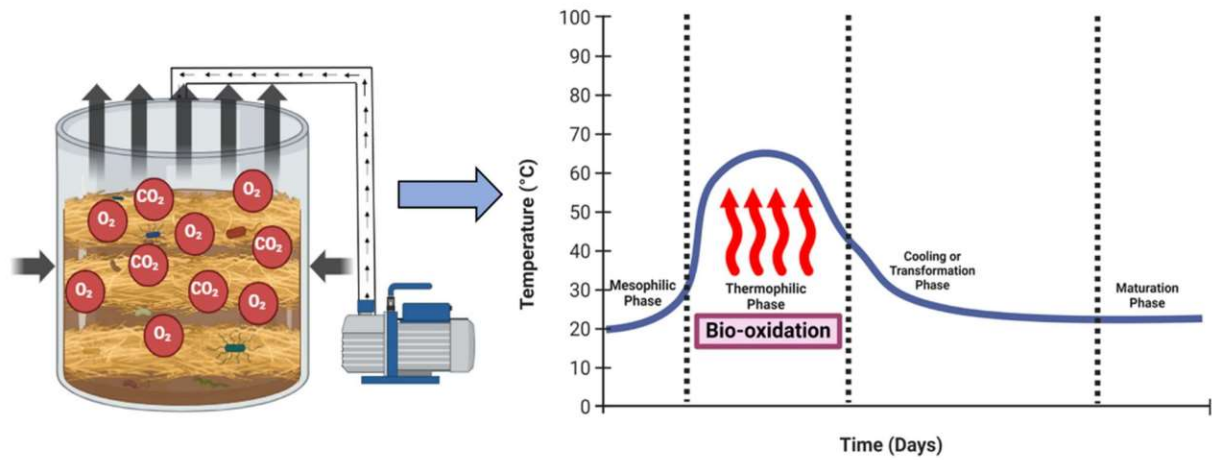 O₂
CO₂
O₂
O₂
CO₂
CO₂
O₂
CO₂
O₂
O₂
Temperature (°C)
100
90
80
70
60
50
40
30
20
10
0
Mesophilic
Phase
Thermophilic
Phase
Bio-oxidation
Cooling or
Transformation
Phase
Maturation
Phase
Time (Days)